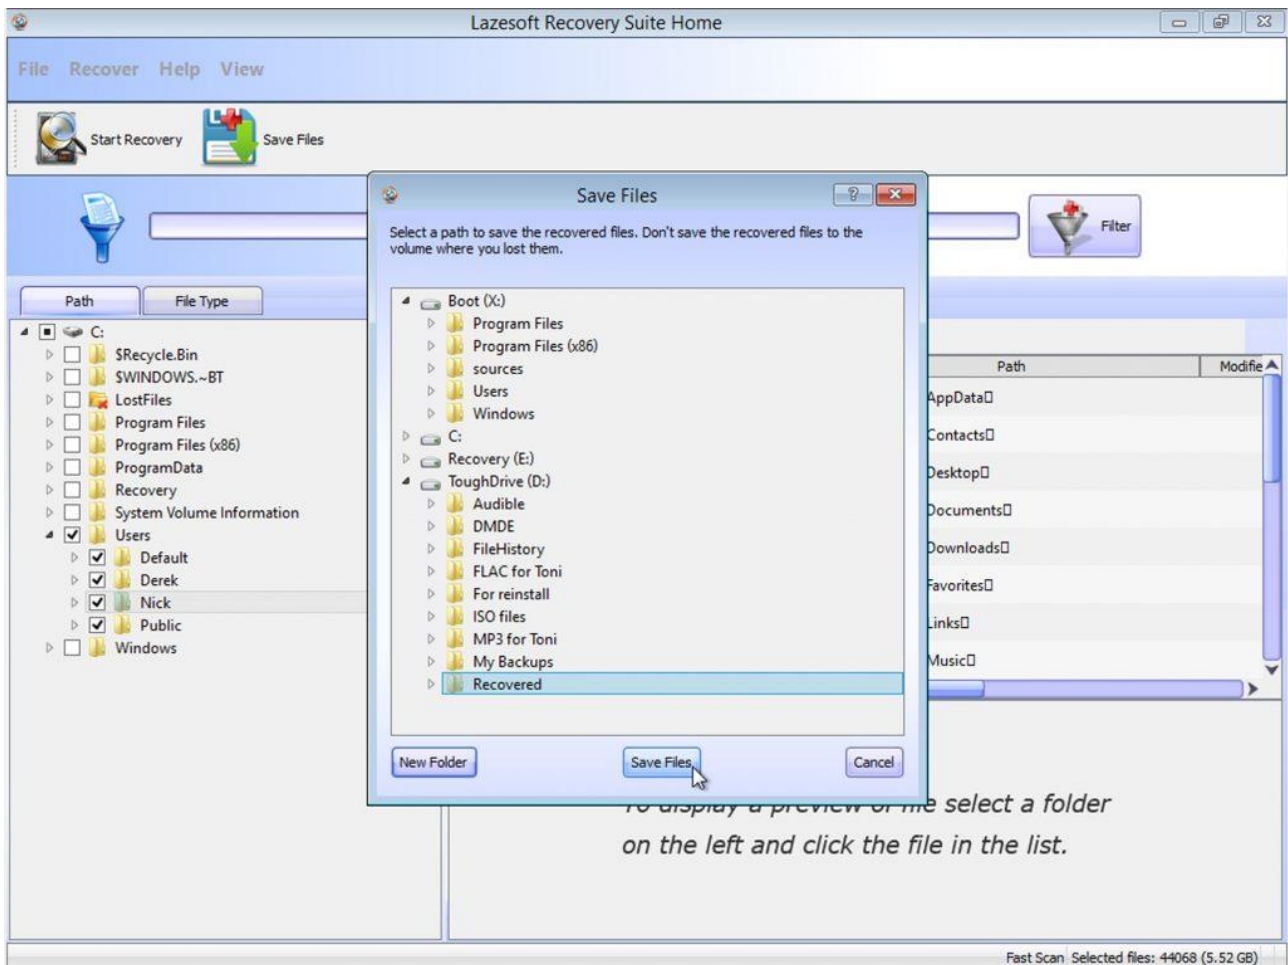 Lazesoft Recovery Suite Home
File Recover Help View
Start Recovery
Save Files
Filter
Path
File Type
C:
$Recycle.Bin
$WINDOWS.~BT
LostFiles
Program Files
Program Files (x86)
ProgramData
Recovery
System Volume Information
Users
Default
Derek
Nick
Public
Windows
Save Files
Select a path to save the recovered files. Don't save the recovered files to the
volume where you lost them.
Boot (X:)
Program Files
Program Files (x86)
sources
Users
Windows
C:
Recovery (E:)
ToughDrive (D:)
Audible
DMDE
FileHistory
FLAC for Toni
For reinstall
ISO files
MP3 for Toni
My Backups
Recovered
New Folder
Save Files
Cancel
Path
Modifie
AppData
Contacts
Desktop
Documents
Downloads
Favorites
Links
Music
To display a preview of file select a folder
on the left and click the file in the list.
Fast Scan Selected files: 44068 (5.52 GB)